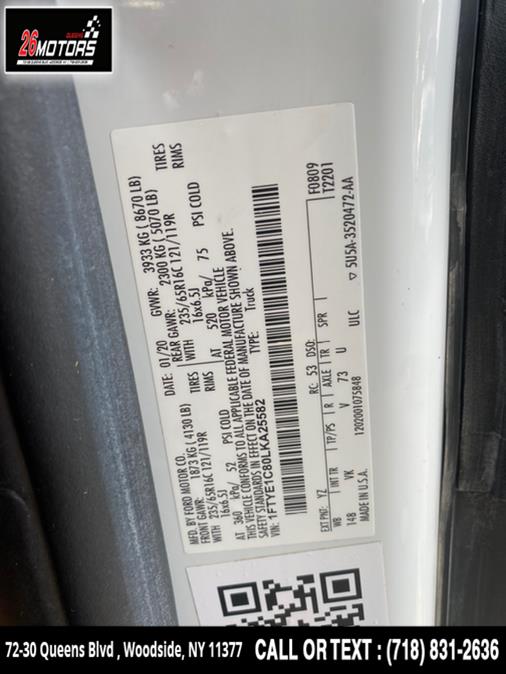 QUEENS
26MOTORS
MFD. BY FORD MOTOR CO.
DATE: 01/20 GVWR: 3933 KG ( 8670 LB)
FRONT GAWR: 1873 KG ( 4130 LB) REAR GAWR: 2300 KG ( 5070 LB)
WITH 235/65R16C 121/119R TIRES WITH 235/65R16C 121/119R TIRES
16x6.5J RIMS 16x6.5J RIMS
AT 360 kPa/ 52 PSI COLD AT 520 kPa/ 75 PSI COLD
THIS VEHICLE CONFORMS TO ALL APPLICABLE FEDERAL MOTOR VEHICLE
SAFETY STANDARDS IN EFFECT ON THE DATE OF MANUFACTURE SHOWN ABOVE.
VIN: 1FTYE1C80LKA25582 TYPE: Truck
F0809
T2201
EXT PNT: YZ RC: 53 DSO:
WB INT TR TP/PS R AXLE TR SPR
148 VK V 73 U
MADE IN U.S.A. 1202001075848 ULC ▽ 5U5A-3520472-AA
72-30 Queens Blvd , Woodside, NY 11377 CALL OR TEXT : (718) 831-2636